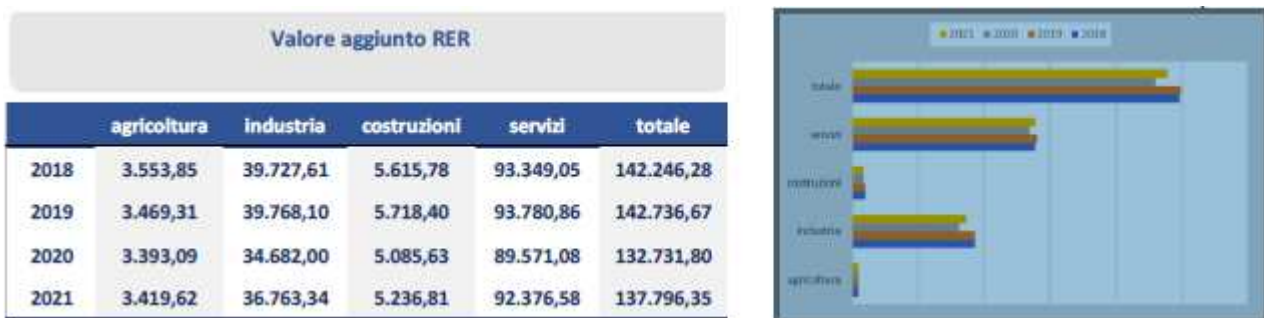 Valore aggiunto RER
agricoltura industria costruzioni servizi totale
2018 3.553,85 39.727,61 5.615,78 93.349,05 142.246,28
2019 3.469,31 39.768,10 5.718,40 93.780,86 142.736,67
2020 3.393,09 34.682,00 5.085,63 89.571,08 132.731,80
2021 3.419,62 36.763,34 5.236,81 92.376,58 137.796,35
2021 2020 2019 2018
totale
servizi
costruzioni
industria
agricoltura